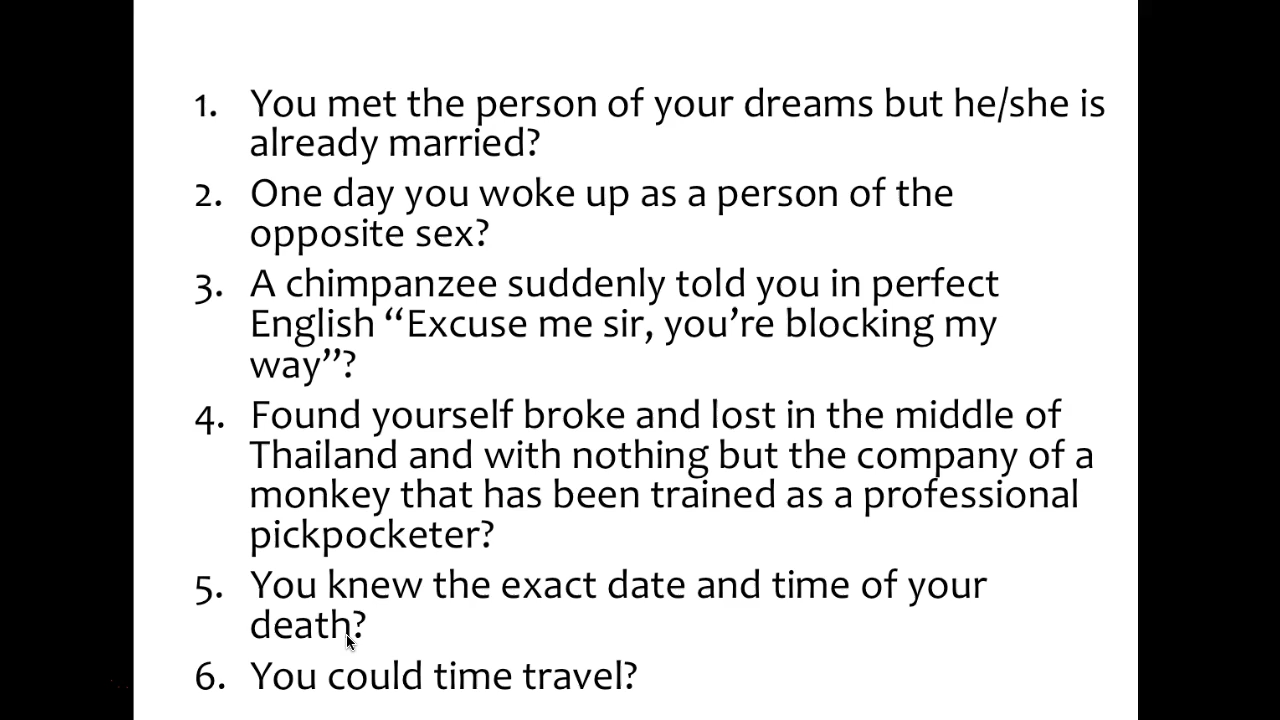 1. You met the person of your dreams but he/she is
already married?
2. One day you woke up as a person of the
opposite sex?
3. A chimpanzee suddenly told you in perfect
English “Excuse me sir, you’re blocking my
way”?
4. Found yourself broke and lost in the middle of
Thailand and with nothing but the company of a
monkey that has been trained as a professional
pickpocketer?
5. You knew the exact date and time of your
death?
6. You could time travel?